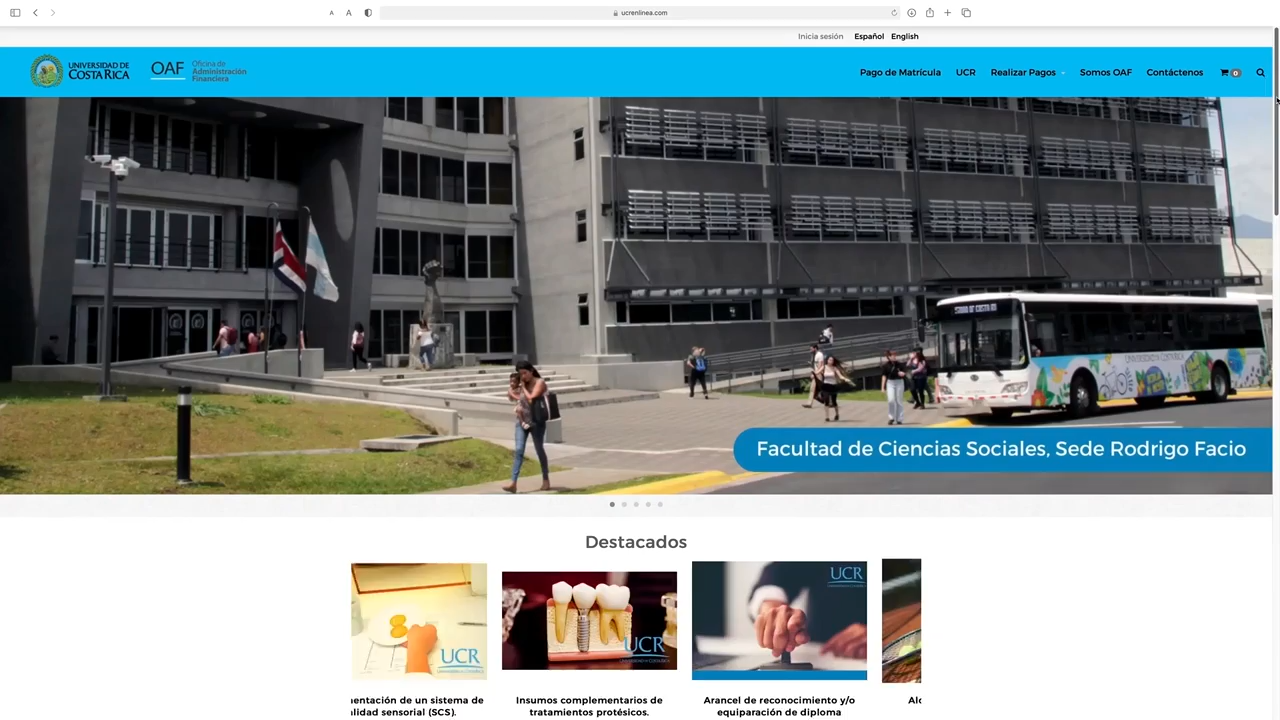 ucrenlinea.com
Inicia sesión Español English
UNIVERSIDAD DE
COSTA RICA
OAF
Oficina de
Administración
Financiera
Pago de Matrícula UCR Realizar Pagos Somos OAF Contáctenos 0
Facultad de Ciencias Sociales, Sede Rodrigo Facio
Destacados
UCR
UCR
UCR
entación de un sistema de
lidad sensorial (SCS).
Insumos complementarios de
tratamientos protésicos.
Arancel de reconocimiento y/o
equiparación de diploma